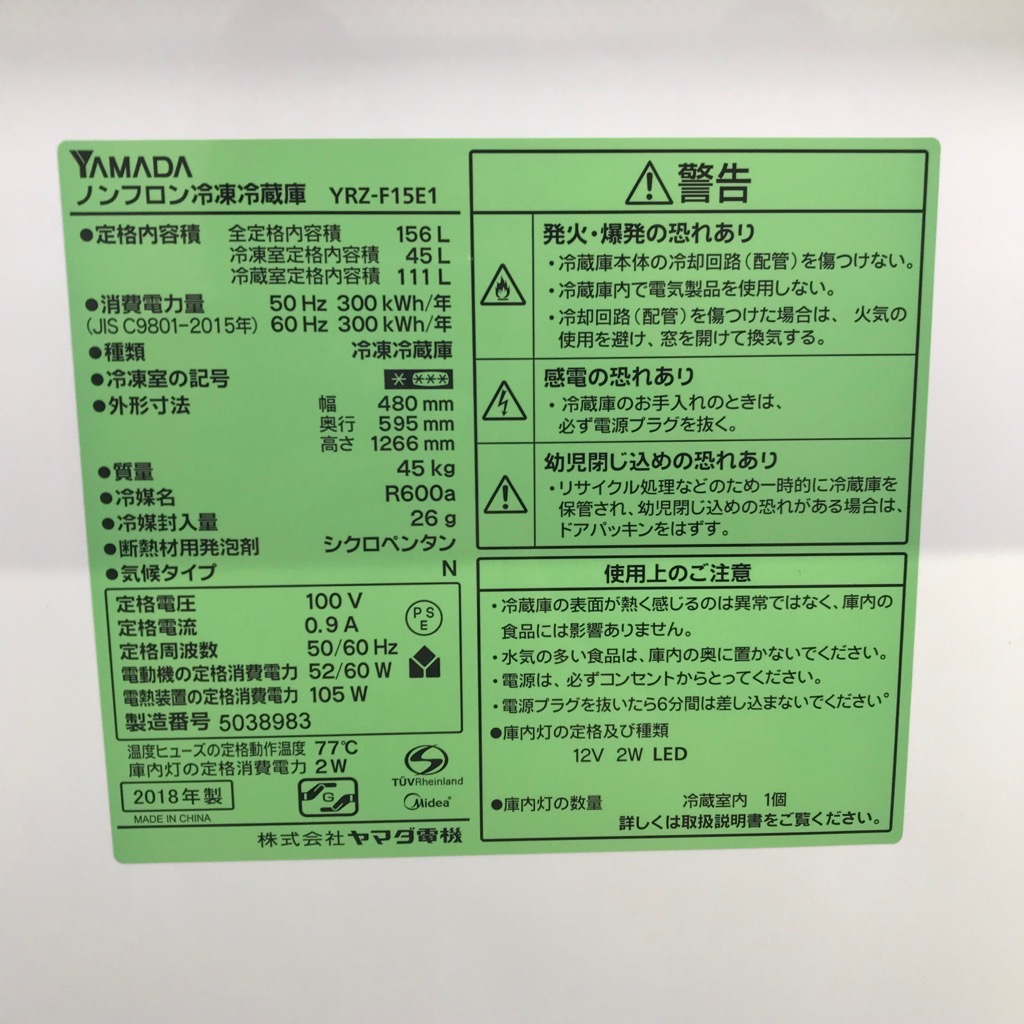 YAMADA
ノンフロン冷凍冷蔵庫 YRZ-F15E1
●定格内容積 全定格内容積 156 L
冷凍室定格内容積 45 L
冷蔵室定格内容積 111 L
●消費電力量 50 Hz 300 kWh/年
(JIS C9801-2015年) 60 Hz 300 kWh/年
●種類 冷凍冷蔵庫
●冷凍室の記号 * ***
●外形寸法 幅 480 mm
奥行 595 mm
高さ 1266 mm
●質量 45 kg
●冷媒名 R600a
●冷媒封入量 26 g
●断熱材用発泡剤 シクロペンタン
●気候タイプ N
定格電圧 100 V
定格電流 0.9 A
定格周波数 50/60 Hz
電動機の定格消費電力 52/60 W
電熱装置の定格消費電力 105 W
製造番号 5038983
PS
E
温度ヒューズの定格動作温度 77℃
庫内灯の定格消費電力 2 W
2018年製
MADE IN CHINA
G
TÜVRheinland
Midea®
株式会社 ヤマダ電機
警告
発火・爆発の恐れあり
・冷蔵庫本体の冷却回路(配管)を傷つけない。
・冷蔵庫内で電気製品を使用しない。
・冷却回路(配管)を傷つけた場合は、 火気の
使用を避け、窓を開けて換気する。
感電の恐れあり
・冷蔵庫のお手入れのときは、
必ず電源プラグを抜く。
幼児閉じ込めの恐れあり
・リサイクル処理などのため一時的に冷蔵庫を
保管され、幼児閉じ込めの恐れがある場合は、
ドアパッキンをはずす。
使用上のご注意
・冷蔵庫の表面が熱く感じるのは異常ではなく、庫内の
食品には影響ありません。
・水気の多い食品は、庫内の奥に置かないでください。
・電源は、必ずコンセントからとってください。
・電源プラグを抜いたら6分間は差し込まないでください。
●庫内灯の定格及び種類
12V 2W LED
●庫内灯の数量 冷蔵室内 1個
詳しくは取扱説明書をご覧ください。